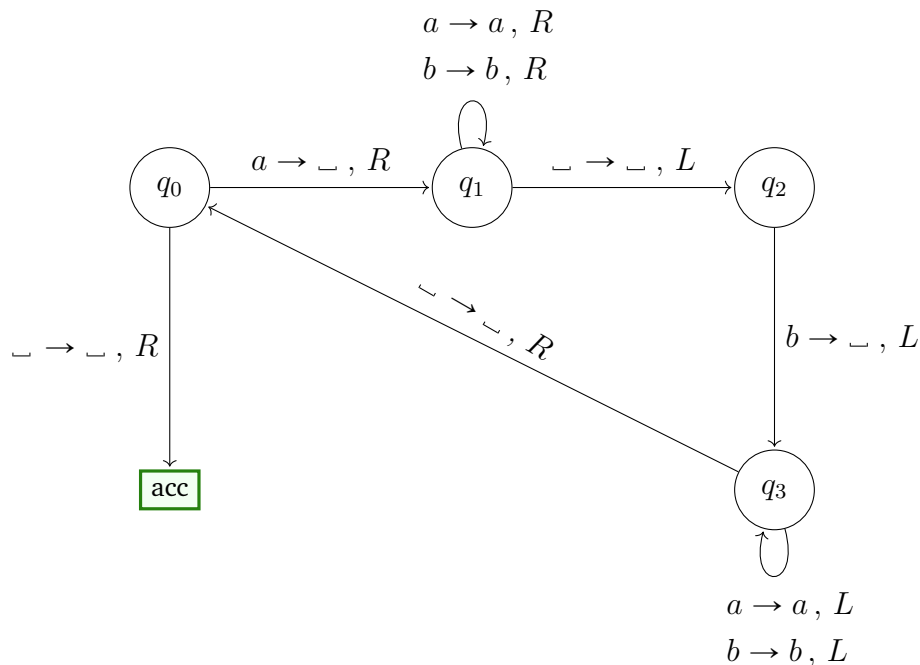 a → a , R
b → b , R
q₀
a → ␣ , R
q₁
␣ → ␣ , L
q₂
␣ → ␣ , R
␣ → ␣ , R
b → ␣ , L
acc
q₃
a → a , L
b → b , L